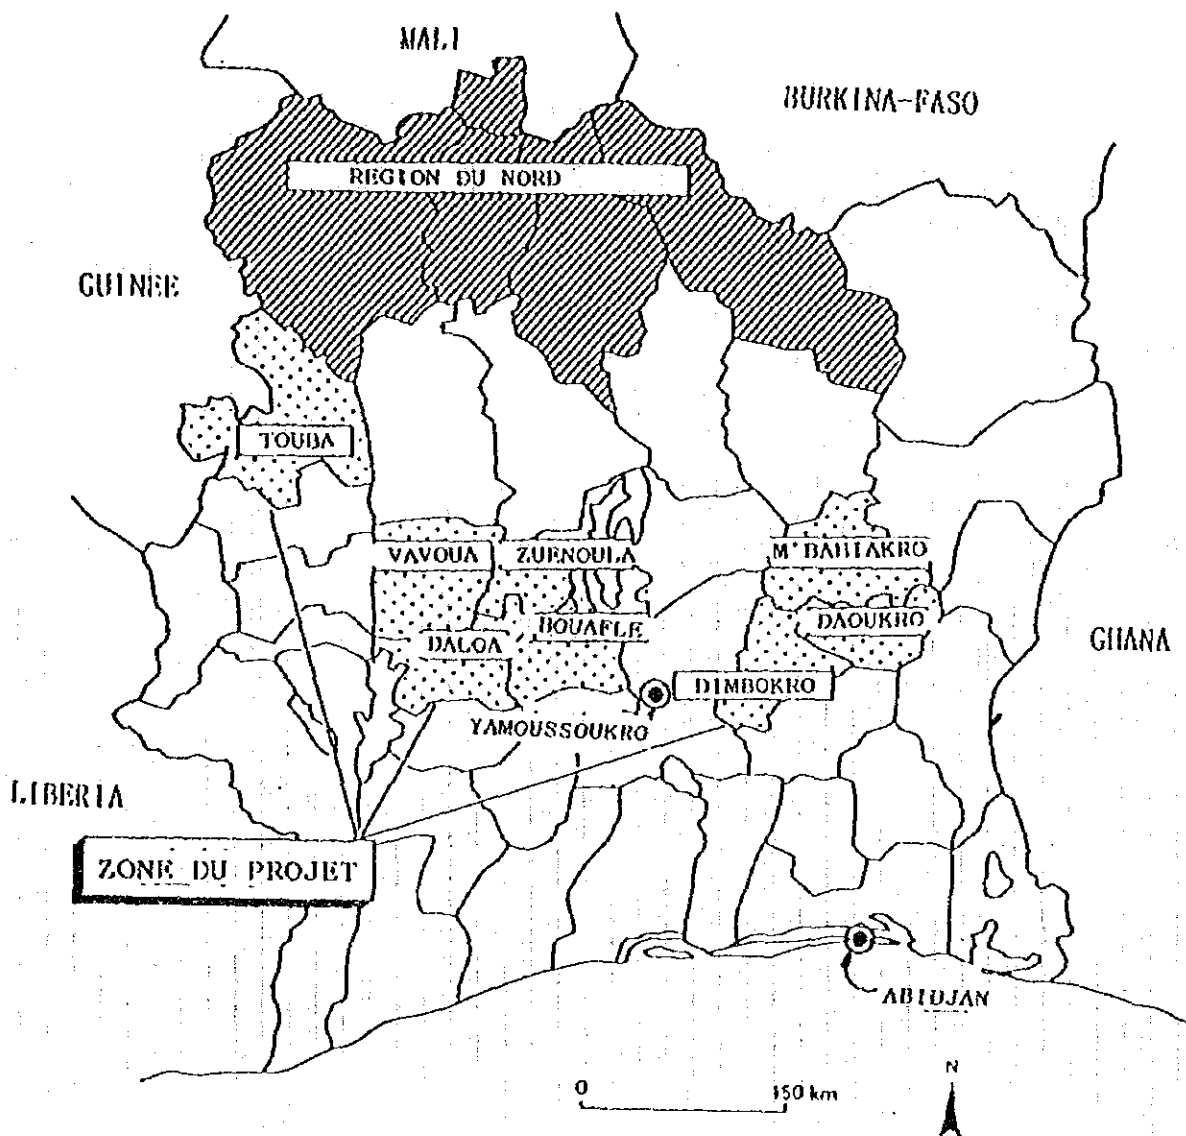 MALI
BURKINA-FASO
REGION DU NORD
GUINEE
TOUBA
VAVOUA
ZUENOULA
M'BAHIAKRO
BOUAFLE
DAOUKRO
DALOA
GHANA
DIMBOKRO
YAMOUSSOUKRO
LIBERIA
ZONE DU PROJET
ABIDJAN
N
0
150 km